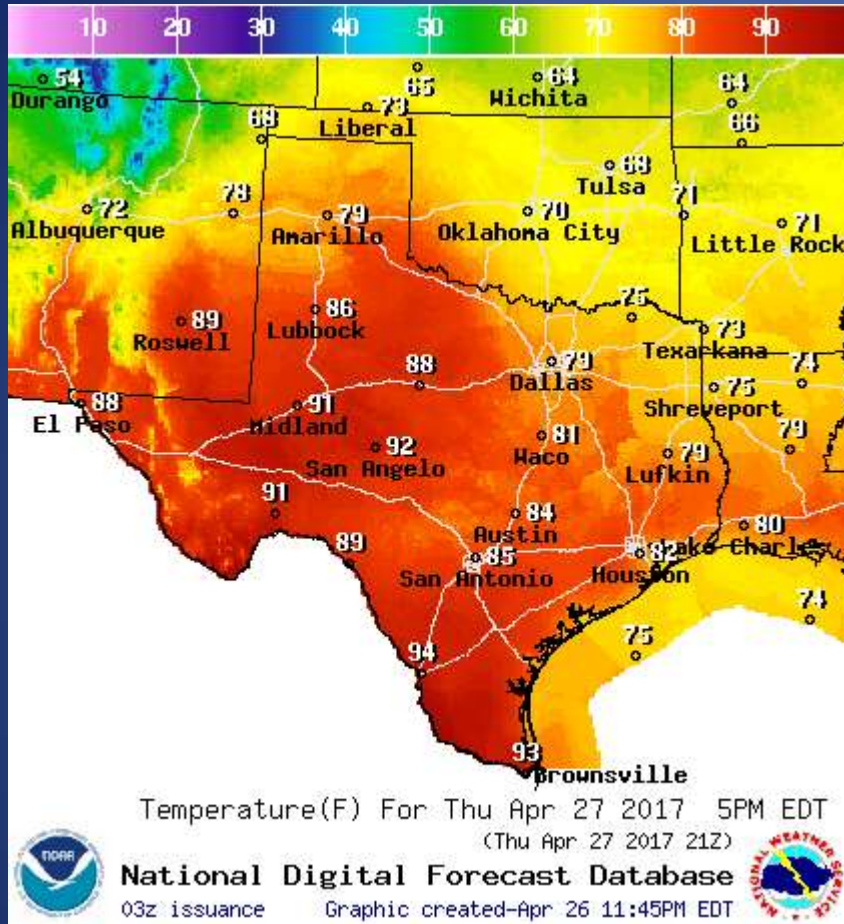 10 20 30 40 50 60 70 80 90
54
Durango
65
64
Wichita
64
73
Liberal
69
66
68
Tulsa
72
Albuquerque
78
79
Amarillo
70
Oklahoma City
71
71
Little Rock
89
Roswell
86
Lubbock
75
73
Texarkana
88
79
Dallas
75
Shreveport
74
88
El Paso
91
Midland
92
San Angelo
81
Waco
79
Lufkin
79
91
84
Austin
80
Lake Charles
89
85
San Antonio
82
Houston
74
75
94
93
Brownsville
Temperature(F) For Thu Apr 27 2017 5PM EDT
(Thu Apr 27 2017 21Z)
National Digital Forecast Database
03z issuance Graphic created-Apr 26 11:45PM EDT
NOAA
NATIONAL WEATHER SERVICE